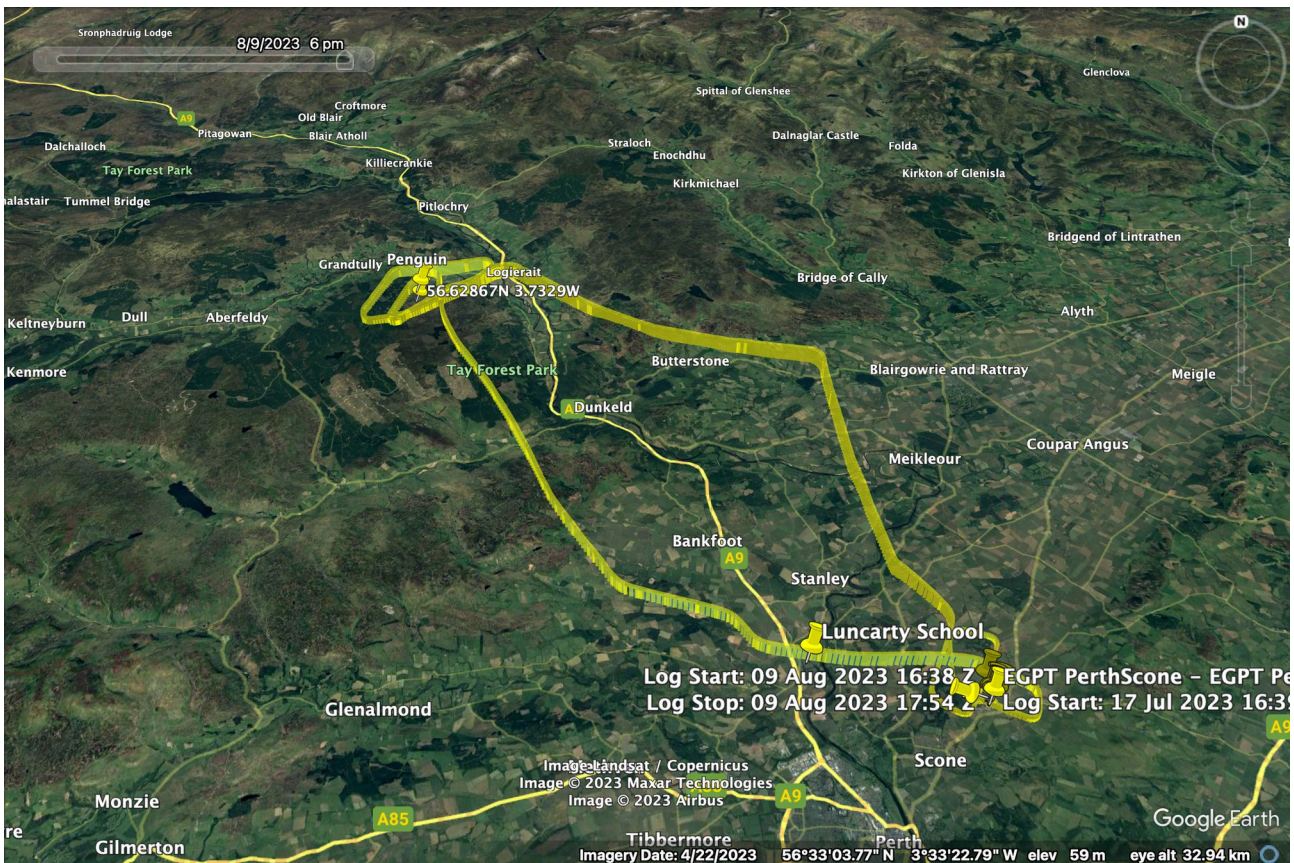 Sronphadruig Lodge
8/9/2023 6 pm
N
Glenclova
Spittal of Glenshee
Croftmore
A9
Old Blair
Pitagowan
Blair Atholl
Dalnaglar Castle
Dalchalloch
Straloch
Folda
Enochdhu
Killiecrankie
Tay Forest Park
Kirkmichael
Kirkton of Glenisla
alastair
Tummel Bridge
Pitlochry
Bridgend of Lintrathen
Grandtully
Penguin
Logierait
Bridge of Cally
56.62867N 3.7329W
Alyth
Keltneyburn
Dull
Aberfeldy
Butterstone
Kenmore
Tay Forest Park
Blairgowrie and Rattray
Meigle
Dunkeld
Coupar Angus
Meikleour
Bankfoot
A9
Stanley
Luncarty School
Log Start: 09 Aug 2023 16:38 Z
EGPT PerthScone - EGPT Pe
Log Stop: 09 Aug 2023 17:54 Z
Log Start: 17 Jul 2023 16:39
Glenalmond
A9
Scone
Image Landsat / Copernicus
Image © 2023 Maxar Technologies
Image © 2023 Airbus
A9
Monzie
A85
Google Earth
re
Gilmerton
Tibbermore
Perth
Imagery Date: 4/22/2023 56°33'03.77" N 3°33'22.79" W elev 59 m eye alt 32.94 km